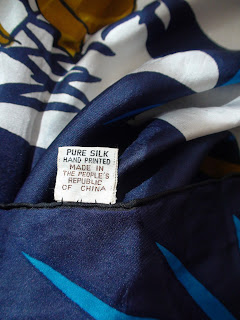 PURE SILK
HAND PRINTED
MADE IN
THE PEOPLE'S
REPUBLIC
OF CHINA